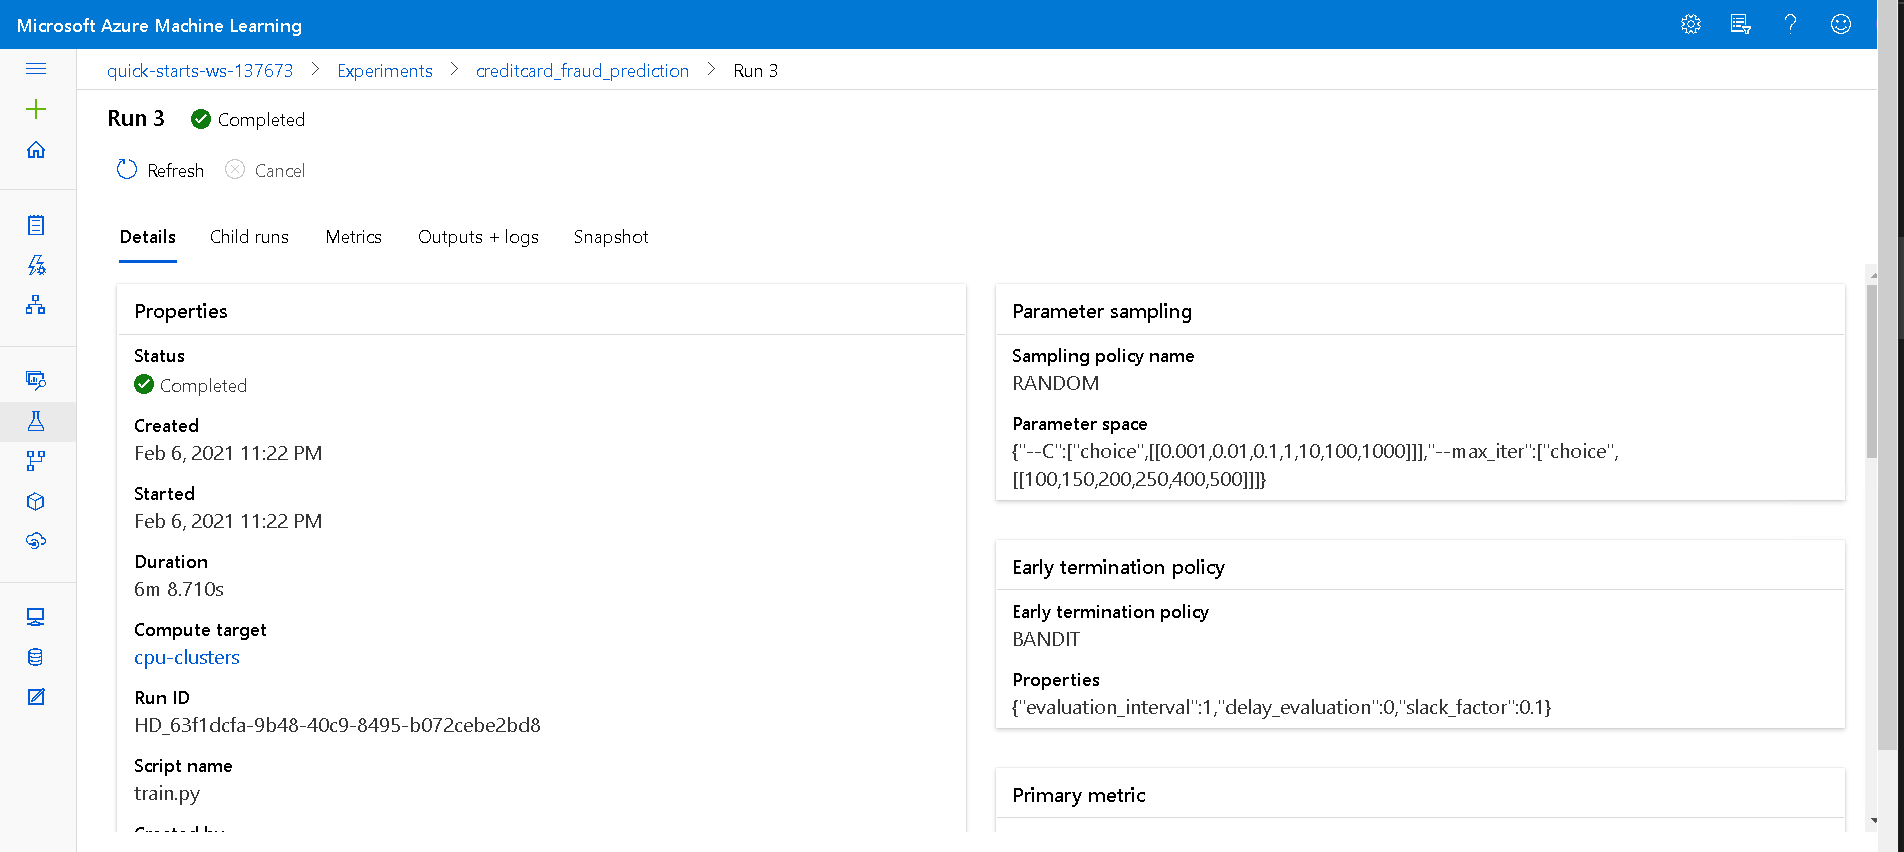 Microsoft Azure Machine Learning
quick-starts-ws-137673 > Experiments > creditcard_fraud_prediction > Run 3
Run 3 Completed
Refresh Cancel
Details Child runs Metrics Outputs + logs Snapshot
Properties
Status
Completed
Created
Feb 6, 2021 11:22 PM
Started
Feb 6, 2021 11:22 PM
Duration
6m 8.710s
Compute target
cpu-clusters
Run ID
HD_63f1dcfa-9b48-40c9-8495-b072cebe2bd8
Script name
train.py
Created by
Parameter sampling
Sampling policy name
RANDOM
Parameter space
{"--C":["choice",[[0.001,0.01,0.1,1,10,100,1000]]],"--max_iter":["choice",
[[100,150,200,250,400,500]]]}
Early termination policy
Early termination policy
BANDIT
Properties
{"evaluation_interval":1,"delay_evaluation":0,"slack_factor":0.1}
Primary metric